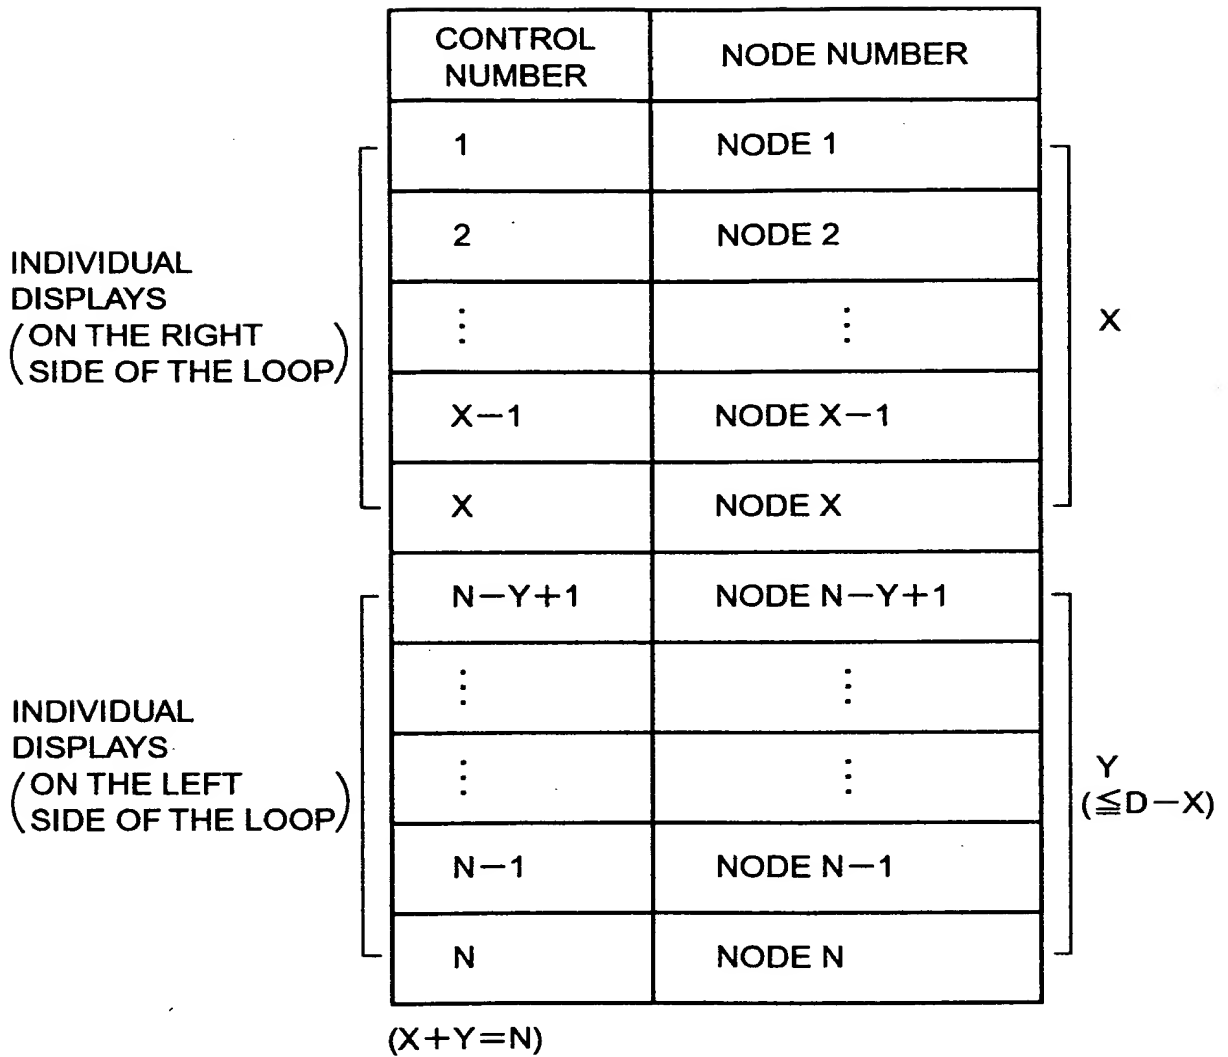 CONTROL NUMBER NODE NUMBER
1 NODE 1
2 NODE 2
⋮ ⋮
X−1 NODE X−1
X NODE X
N−Y+1 NODE N−Y+1
⋮ ⋮
⋮ ⋮
N−1 NODE N−1
N NODE N
INDIVIDUAL
DISPLAYS
(ON THE RIGHT
SIDE OF THE LOOP)
X
INDIVIDUAL
DISPLAYS
(ON THE LEFT
SIDE OF THE LOOP)
Y
(≦D−X)
(X+Y=N)